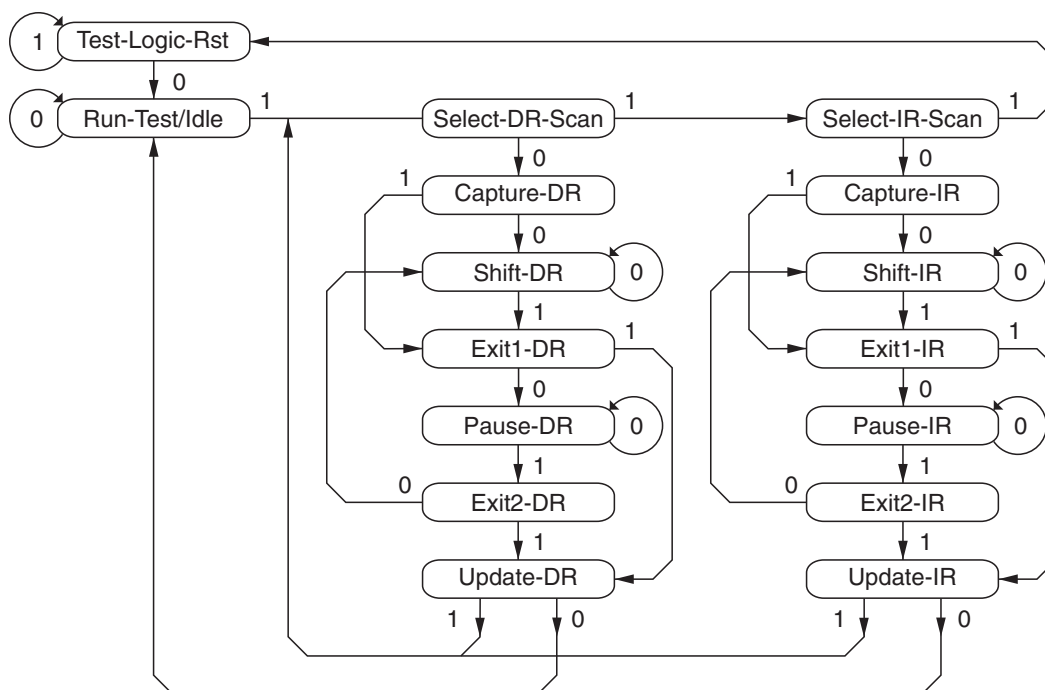 1 Test-Logic-Rst
0
0 Run-Test/Idle 1 Select-DR-Scan 1 Select-IR-Scan 1
0 0
1 Capture-DR 1 Capture-IR
0 0
Shift-DR 0 Shift-IR 0
1 1
Exit1-DR 1 Exit1-IR 1
0 0
Pause-DR 0 Pause-IR 0
1 1
0 Exit2-DR 0 Exit2-IR
1 1
Update-DR Update-IR
1 0 1 0